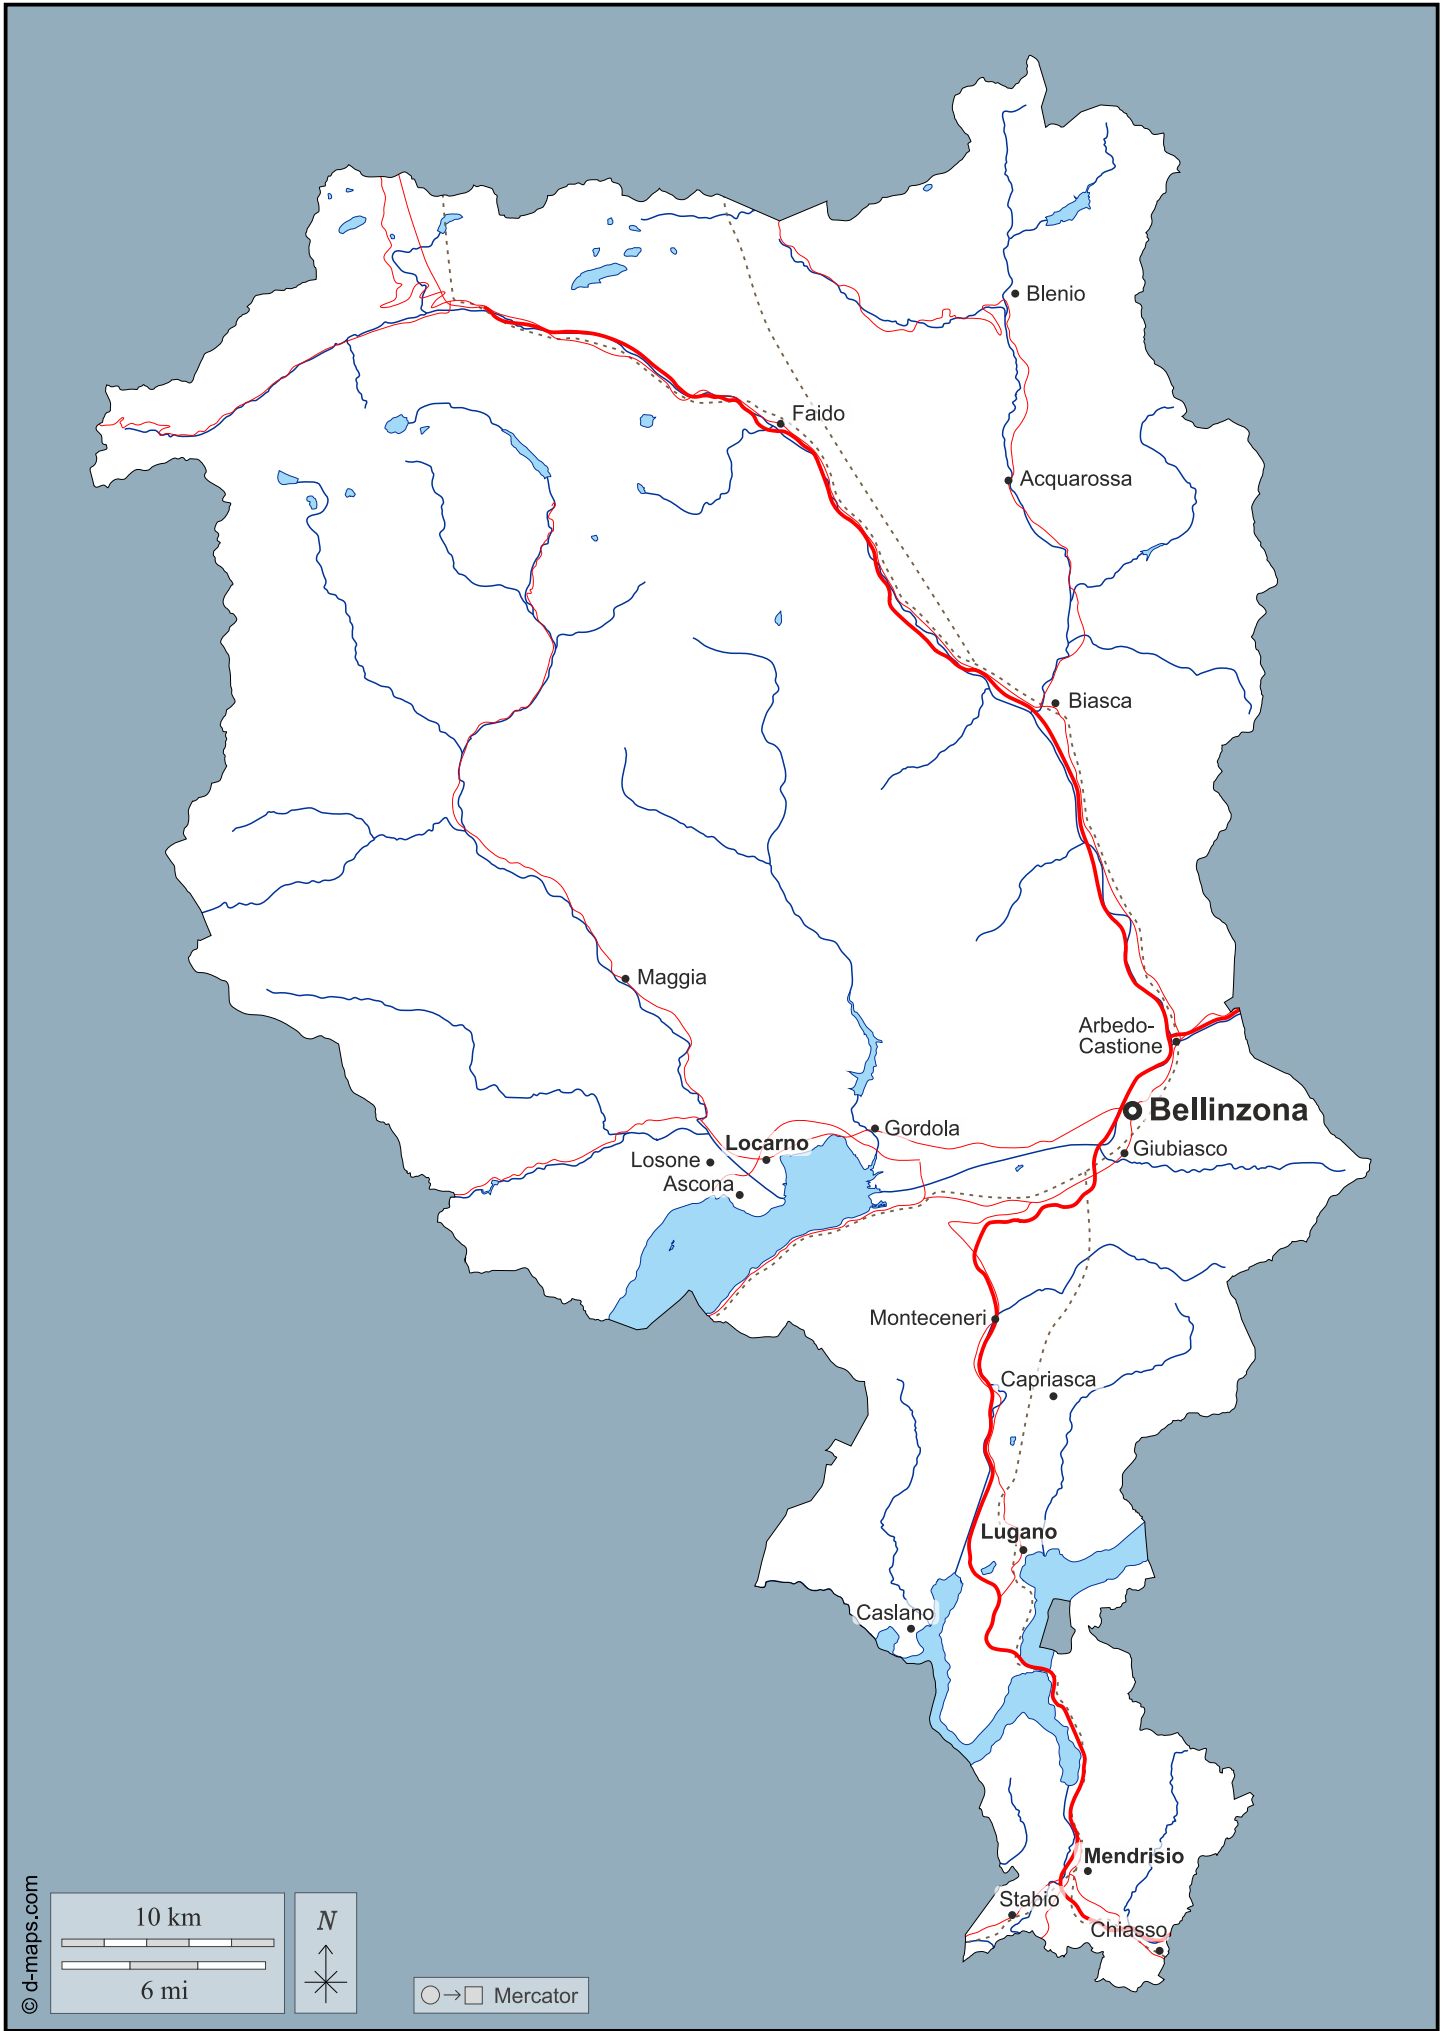 Blenio
Faido
Acquarossa
Biasca
Maggia
Arbedo-
Castione
Bellinzona
Gordola
Locarno
Giubiasco
Losone
Ascona
Monteceneri
Capriasca
Lugano
Caslano
Mendrisio
Stabio
Chiasso
© d-maps.com
10 km
6 mi
N
Mercator